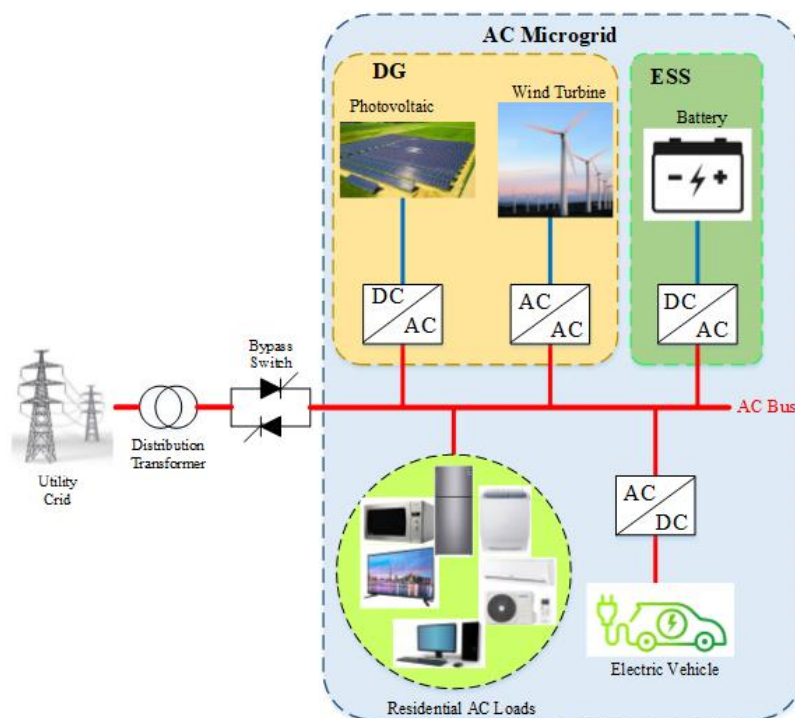 AC Microgrid
DG
ESS
Photovoltaic
Wind Turbine
Battery
DC
AC
AC
AC
DC
AC
Bypass
Switch
AC Bus
Distribution
Transformer
Utility
Crid
AC
DC
Electric Vehicle
Residential AC Loads